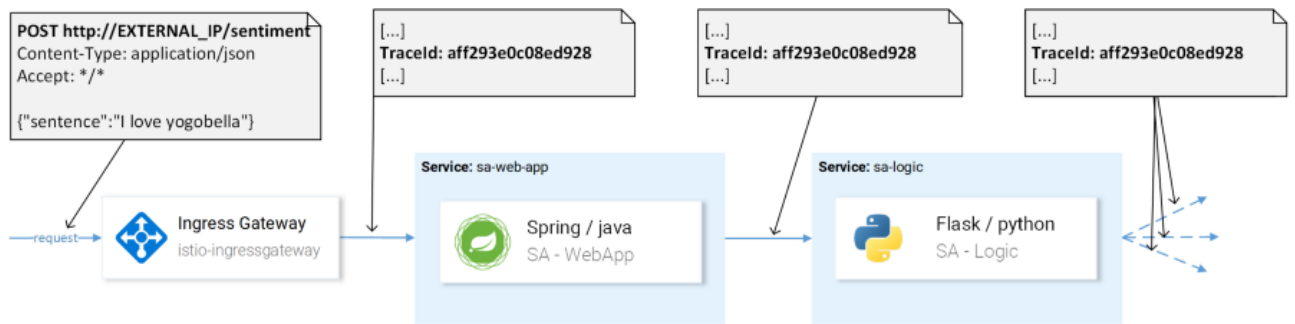 POST http://EXTERNAL_IP/sentiment
Content-Type: application/json
Accept: */*
{"sentence":"I love yogobella"}
[...]
TraceId: aff293e0c08ed928
[...]
[...]
TraceId: aff293e0c08ed928
[...]
[...]
TraceId: aff293e0c08ed928
[...]
request
Ingress Gateway
istio-ingressgateway
Service: sa-web-app
Spring / java
SA - WebApp
Service: sa-logic
Flask / python
SA - Logic